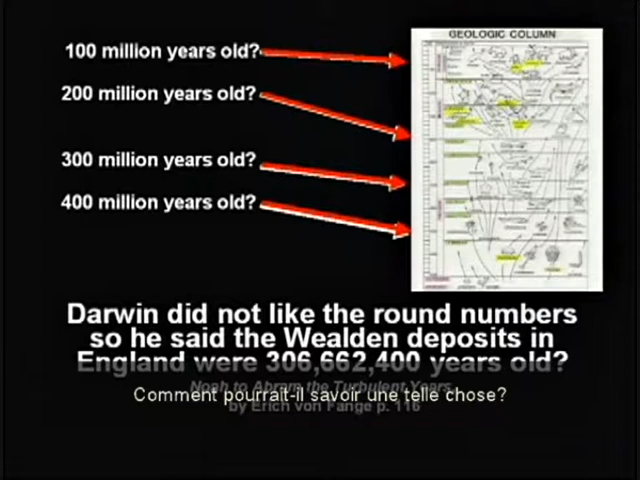 GEOLOGIC COLUMN
100 million years old?
200 million years old?
300 million years old?
400 million years old?
Darwin did not like the round numbers
so he said the Wealden deposits in
England were 306,662,400 years old?
Noah to Abram the Turbulent Years
Comment pourrait-il savoir une telle chose?
by Erich von Fange p. 116